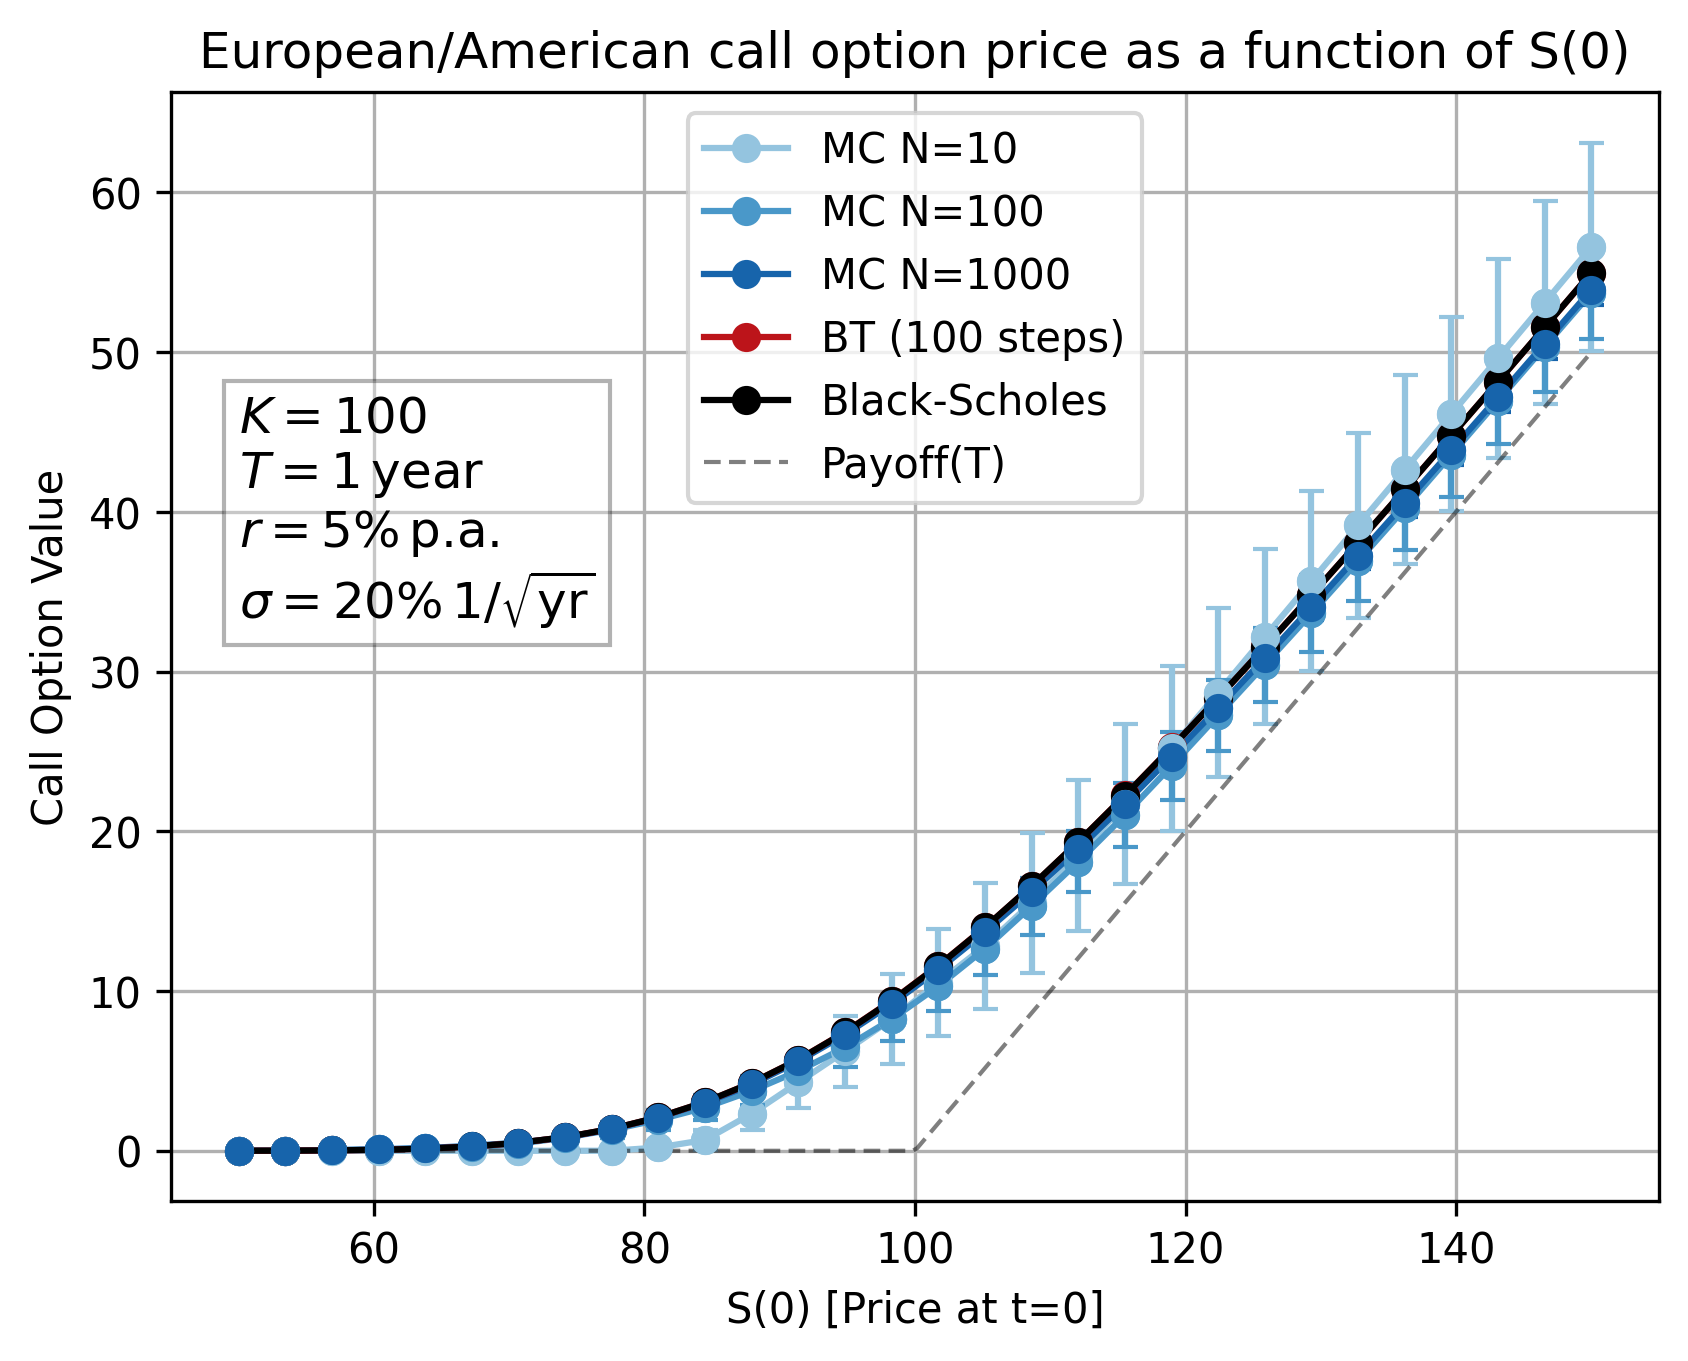 European/American call option price as a function of S(0)
MC N=10
MC N=100
MC N=1000
BT (100 steps)
Black-Scholes
Payoff(T)
K = 100
T = 1 year
r = 5% p.a.
σ = 20% 1/√yr
Call Option Value
60
50
40
30
20
10
0
60 80 100 120 140
S(0) [Price at t=0]